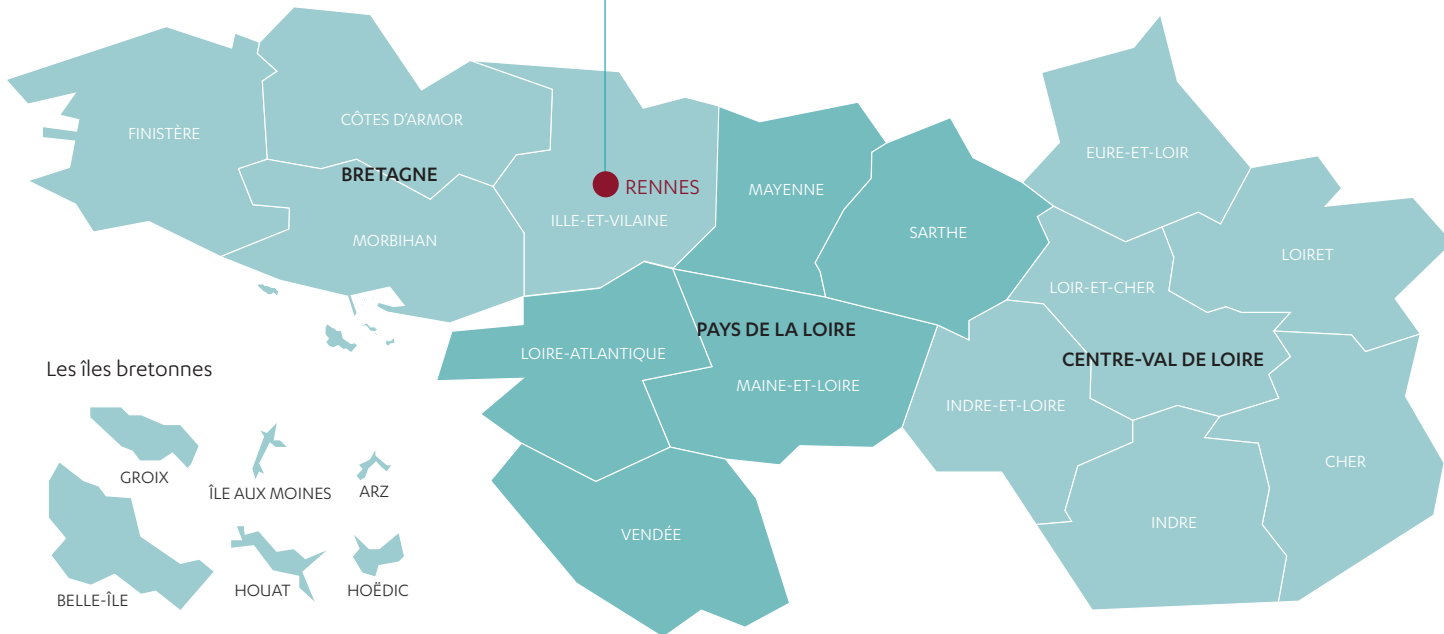 FINISTÈRE
CÔTES D'ARMOR
BRETAGNE
MORBIHAN
RENNES
ILLE-ET-VILAINE
MAYENNE
SARTHE
EURE-ET-LOIR
LOIRET
LOIR-ET-CHER
PAYS DE LA LOIRE
LOIRE-ATLANTIQUE
MAINE-ET-LOIRE
CENTRE-VAL DE LOIRE
INDRE-ET-LOIRE
CHER
INDRE
VENDÉE
Les îles bretonnes
GROIX
ÎLE AUX MOINES
ARZ
BELLE-ÎLE
HOUAT
HOËDIC